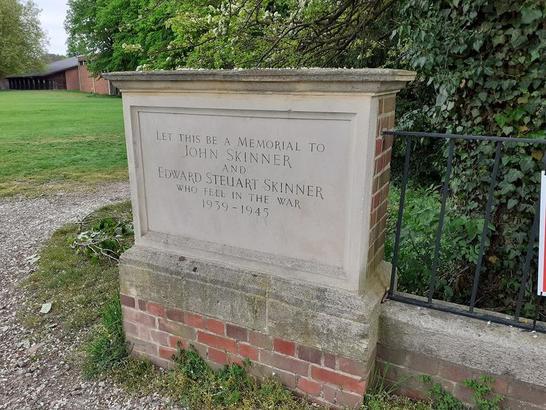 LET THIS BE A MEMORIAL TO
JOHN SKINNER
AND
EDWARD STEUART SKINNER
WHO FELL IN THE WAR
1939-1945